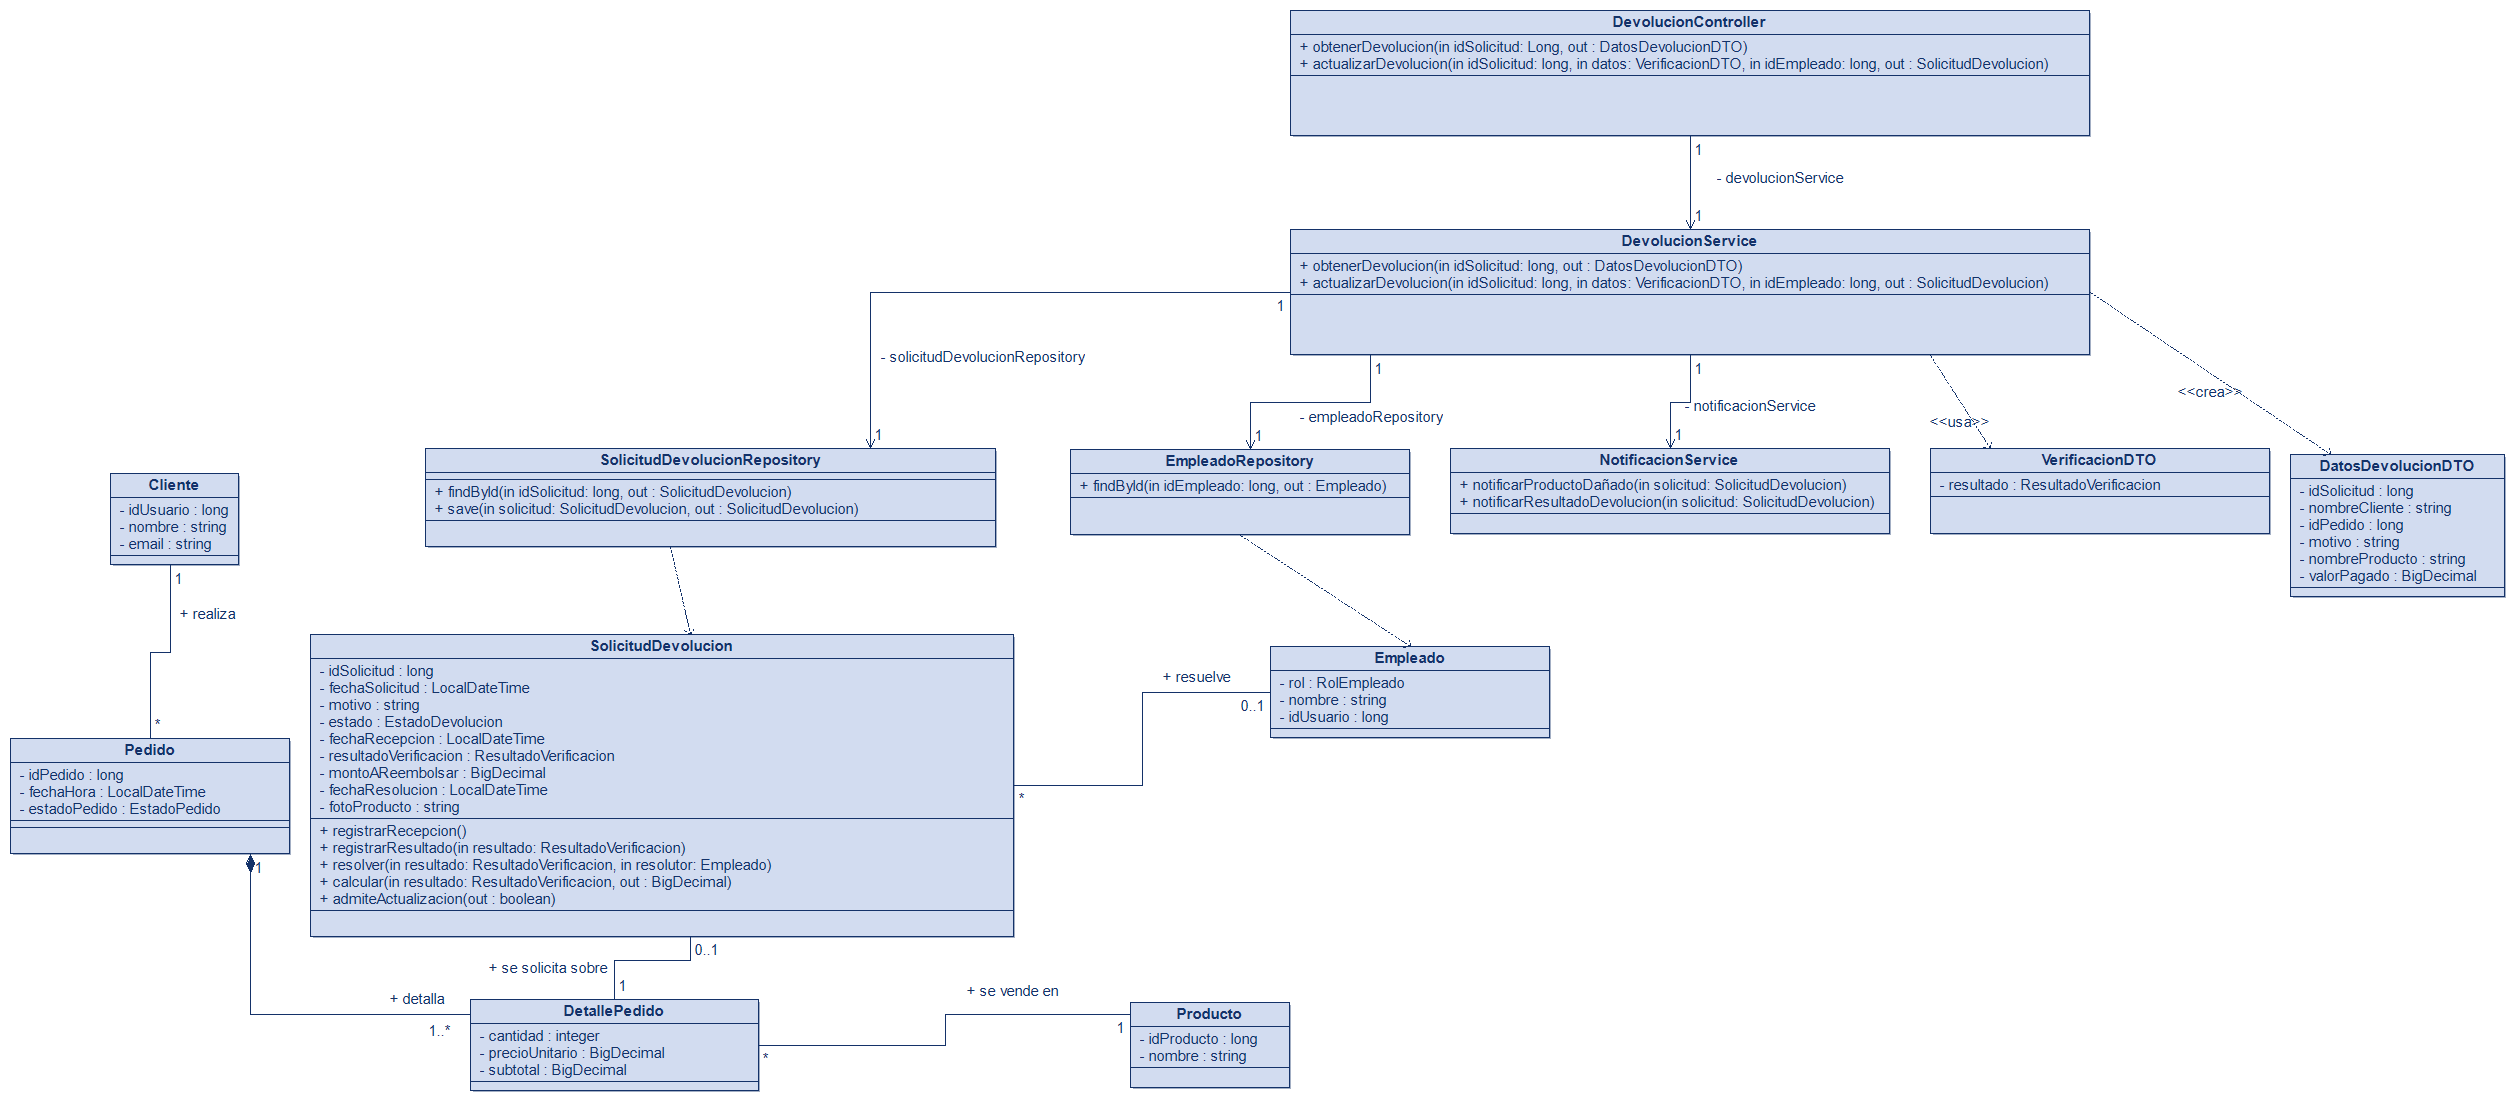 DevolucionController
+ obtenerDevolucion(in idSolicitud: Long, out : DatosDevolucionDTO)
+ actualizarDevolucion(in idSolicitud: long, in datos: VerificacionDTO, in idEmpleado: long, out : SolicitudDevolucion)
1
- devolucionService
1
DevolucionService
+ obtenerDevolucion(in idSolicitud: long, out : DatosDevolucionDTO)
+ actualizarDevolucion(in idSolicitud: long, in datos: VerificacionDTO, in idEmpleado: long, out : SolicitudDevolucion)
1
- solicitudDevolucionRepository
1
1
- empleadoRepository
1
1
- notificacionService
1
<<usa>>
<<crea>>
SolicitudDevolucionRepository
+ findById(in idSolicitud: long, out : SolicitudDevolucion)
+ save(in solicitud: SolicitudDevolucion, out : SolicitudDevolucion)
EmpleadoRepository
+ findById(in idEmpleado: long, out : Empleado)
NotificacionService
+ notificarProductoDañado(in solicitud: SolicitudDevolucion)
+ notificarResultadoDevolucion(in solicitud: SolicitudDevolucion)
VerificacionDTO
- resultado : ResultadoVerificacion
DatosDevolucionDTO
- idSolicitud : long
- nombreCliente : string
- idPedido : long
- motivo : string
- nombreProducto : string
- valorPagado : BigDecimal
Cliente
- idUsuario : long
- nombre : string
- email : string
1
+ realiza
*
Pedido
- idPedido : long
- fechaHora : LocalDateTime
- estadoPedido : EstadoPedido
1
SolicitudDevolucion
- idSolicitud : long
- fechaSolicitud : LocalDateTime
- motivo : string
- estado : EstadoDevolucion
- fechaRecepcion : LocalDateTime
- resultadoVerificacion : ResultadoVerificacion
- montoAReembolsar : BigDecimal
- fechaResolucion : LocalDateTime
- fotoProducto : string
+ registrarRecepcion()
+ registrarResultado(in resultado: ResultadoVerificacion)
+ resolver(in resultado: ResultadoVerificacion, in resolutor: Empleado)
+ calcular(in resultado: ResultadoVerificacion, out : BigDecimal)
+ admiteActualizacion(out : boolean)
+ resuelve
0..1
*
Empleado
- rol : RolEmpleado
- nombre : string
- idUsuario : long
0..1
+ se solicita sobre
1
+ detalla
1..*
DetallePedido
- cantidad : integer
- precioUnitario : BigDecimal
- subtotal : BigDecimal
+ se vende en
1
*
Producto
- idProducto : long
- nombre : string